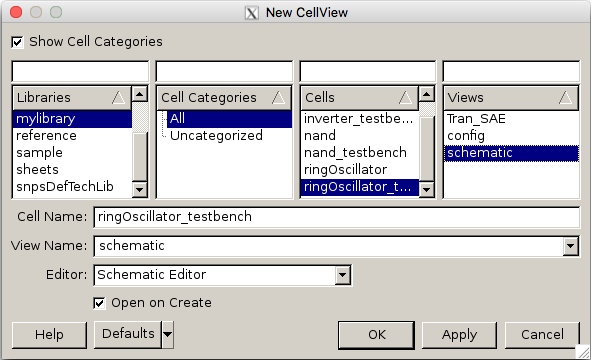 New CellView
Show Cell Categories
Libraries
mylibrary
reference
sample
sheets
snpsDefTechLib
Cell Categories
All
Uncategorized
Cells
inverter_testbe...
nand
nand_testbench
ringOscillator
ringOscillator_t...
Views
Tran_SAE
config
schematic
Cell Name: ringOscillator_testbench
View Name: schematic
Editor: Schematic Editor
Open on Create
Help Defaults OK Apply Cancel